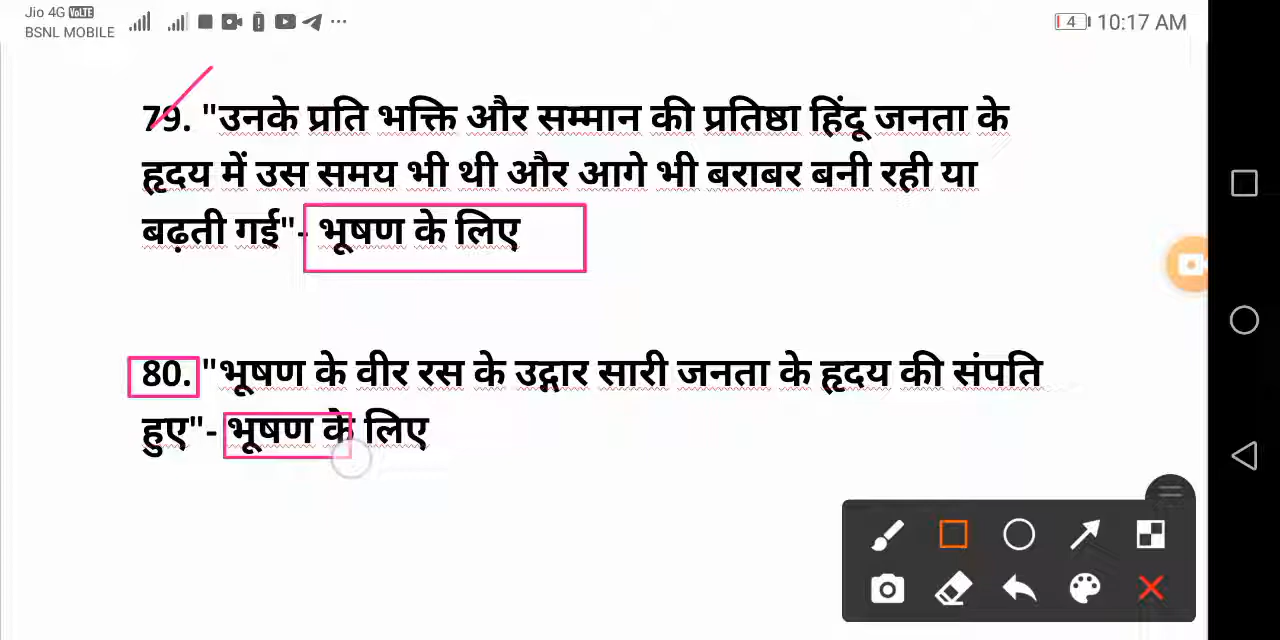 Jio 4G VoLTE
BSNL MOBILE
4 10:17 AM
79. "उनके प्रति भक्ति और सम्मान की प्रतिष्ठा हिंदू जनता के
हृदय में उस समय भी थी और आगे भी बराबर बनी रही या
बढ़ती गई"- भूषण के लिए
80. "भूषण के वीर रस के उद्गार सारी जनता के हृदय की संपति
हुए"- भूषण के लिए